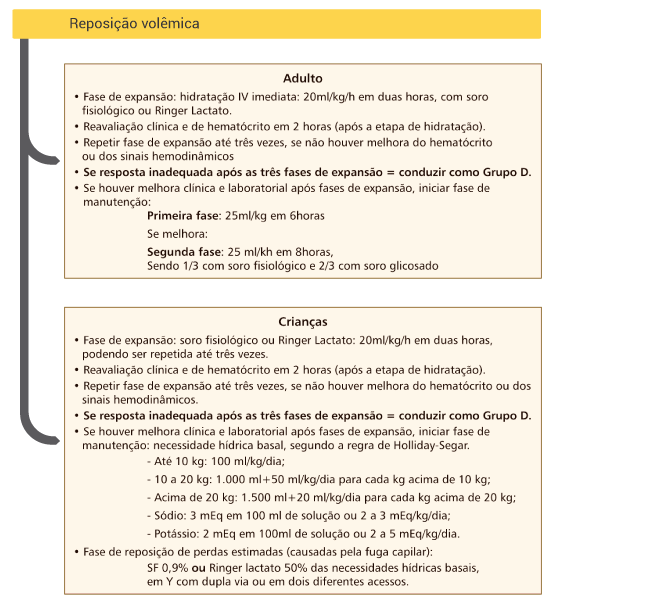 Reposição volêmica
Adulto
• Fase de expansão: hidratação IV imediata: 20ml/kg/h em duas horas, com soro
fisiológico ou Ringer Lactato.
• Reavaliação clínica e de hematócrito em 2 horas (após a etapa de hidratação).
• Repetir fase de expansão até três vezes, se não houver melhora do hematócrito
ou dos sinais hemodinâmicos
• Se resposta inadequada após as três fases de expansão = conduzir como Grupo D.
• Se houver melhora clínica e laboratorial após fases de expansão, iniciar fase de
manutenção:
Primeira fase: 25ml/kg em 6horas
Se melhora:
Segunda fase: 25 ml/kh em 8horas,
Sendo 1/3 com soro fisiológico e 2/3 com soro glicosado
Crianças
• Fase de expansão: soro fisiológico ou Ringer Lactato: 20ml/kg/h em duas horas,
podendo ser repetida até três vezes.
• Reavaliação clínica e de hematócrito em 2 horas (após a etapa de hidratação).
• Repetir fase de expansão até três vezes, se não houver melhora do hematócrito ou dos
sinais hemodinâmicos.
• Se resposta inadequada após as três fases de expansão = conduzir como Grupo D.
• Se houver melhora clínica e laboratorial após fases de expansão, iniciar fase de
manutenção: necessidade hídrica basal, segundo a regra de Holliday-Segar.
- Até 10 kg: 100 ml/kg/dia;
- 10 a 20 kg: 1.000 ml+50 ml/kg/dia para cada kg acima de 10 kg;
- Acima de 20 kg: 1.500 ml+20 ml/kg/dia para cada kg acima de 20 kg;
- Sódio: 3 mEq em 100 ml de solução ou 2 a 3 mEq/kg/dia;
- Potássio: 2 mEq em 100ml de solução ou 2 a 5 mEq/kg/dia.
• Fase de reposição de perdas estimadas (causadas pela fuga capilar):
SF 0,9% ou Ringer lactato 50% das necessidades hídricas basais,
em Y com dupla via ou em dois diferentes acessos.